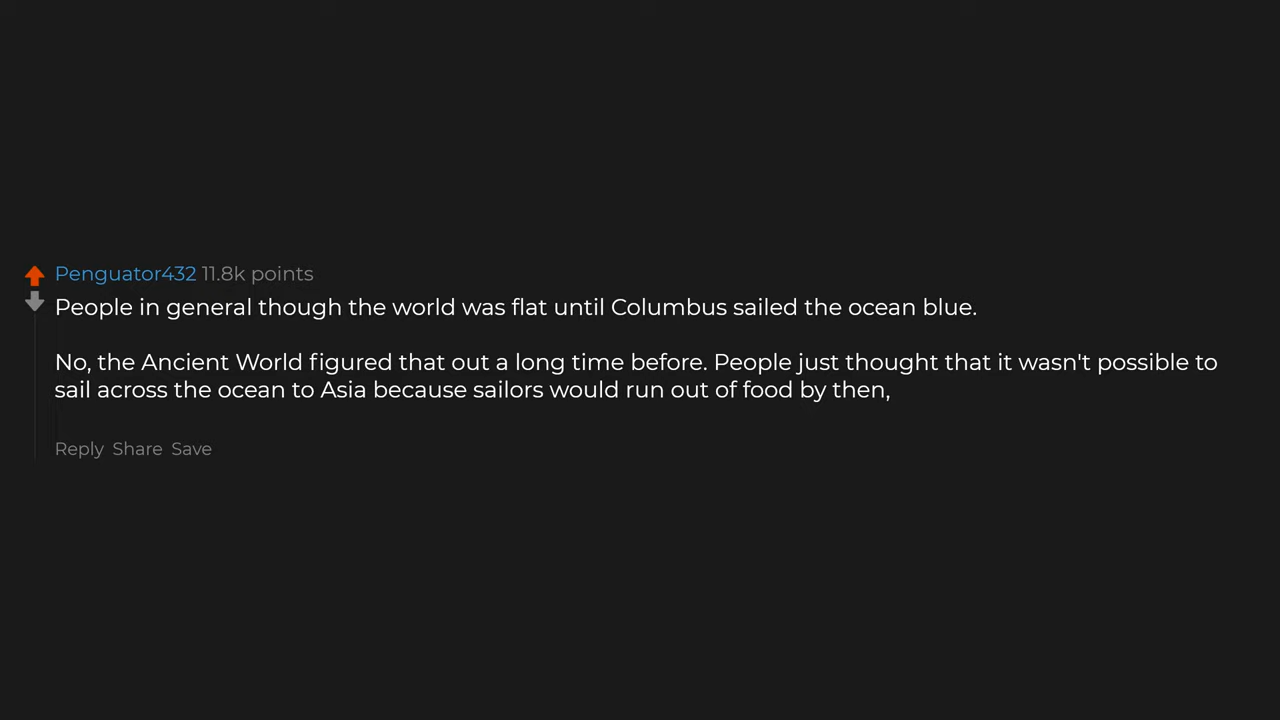 Penguator432 11.8k points
People in general though the world was flat until Columbus sailed the ocean blue.
No, the Ancient World figured that out a long time before. People just thought that it wasn't possible to
sail across the ocean to Asia because sailors would run out of food by then,
Reply Share Save